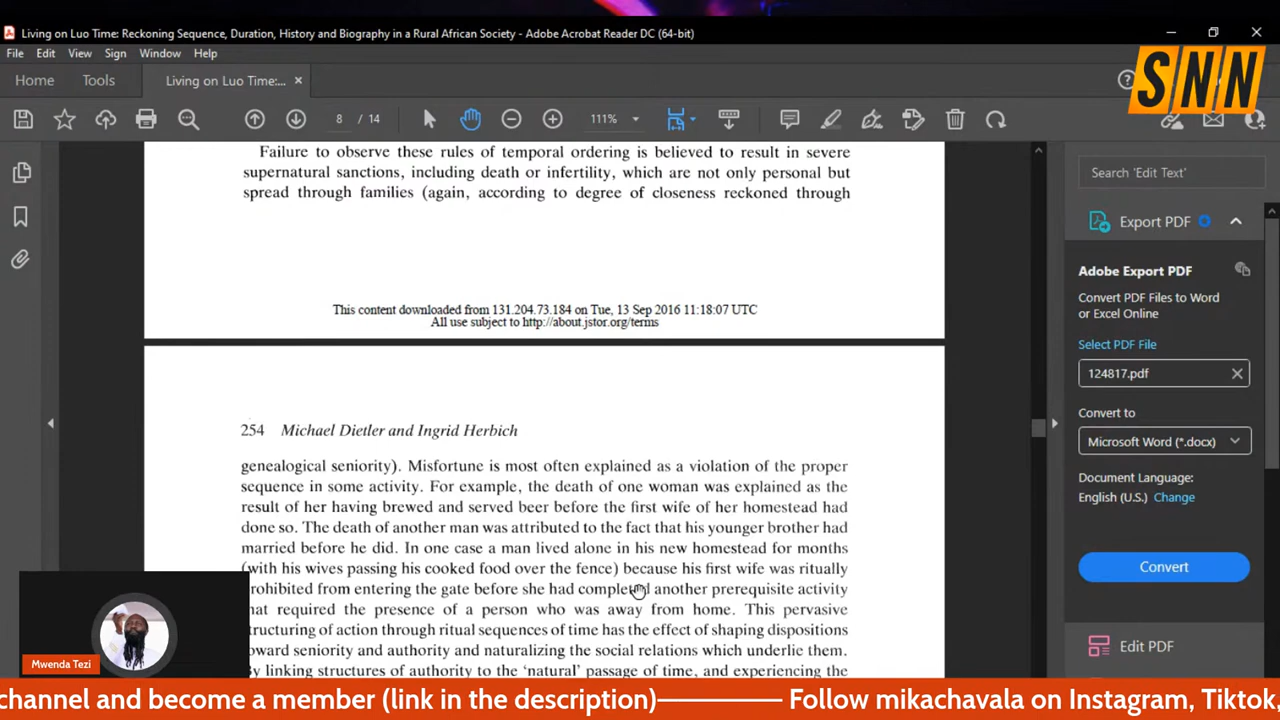 Living on Luo Time: Reckoning Sequence, Duration, History and Biography in a Rural African Society - Adobe Acrobat Reader DC (64-bit)
File Edit View Sign Window Help
Home Tools Living on Luo Time:... ×
SNN
8 / 14 111%
Failure to observe these rules of temporal ordering is believed to result in severe
supernatural sanctions, including death or infertility, which are not only personal but
spread through families (again, according to degree of closeness reckoned through
This content downloaded from 131.204.73.184 on Tue, 13 Sep 2016 11:18:07 UTC
All use subject to http://about.jstor.org/terms
254 Michael Dietler and Ingrid Herbich
genealogical seniority). Misfortune is most often explained as a violation of the proper
sequence in some activity. For example, the death of one woman was explained as the
result of her having brewed and served beer before the first wife of her homestead had
done so. The death of another man was attributed to the fact that his younger brother had
married before he did. In one case a man lived alone in his new homestead for months
(with his wives passing his cooked food over the fence) because his first wife was ritually
rohibited from entering the gate before she had completed another prerequisite activity
hat required the presence of a person who was away from home. This pervasive
tructuring of action through ritual sequences of time has the effect of shaping dispositions
oward seniority and authority and naturalizing the social relations which underlie them.
By linking structures of authority to the 'natural' passage of time, and experiencing the
Search 'Edit Text'
Export PDF
Adobe Export PDF
Convert PDF Files to Word
or Excel Online
Select PDF File
124817.pdf
Convert to
Microsoft Word (*.docx)
Document Language:
English (U.S.) Change
Convert
Edit PDF
Mwenda Tezi
channel and become a member (link in the description)————— Follow mikachavala on Instagram, Tiktok,